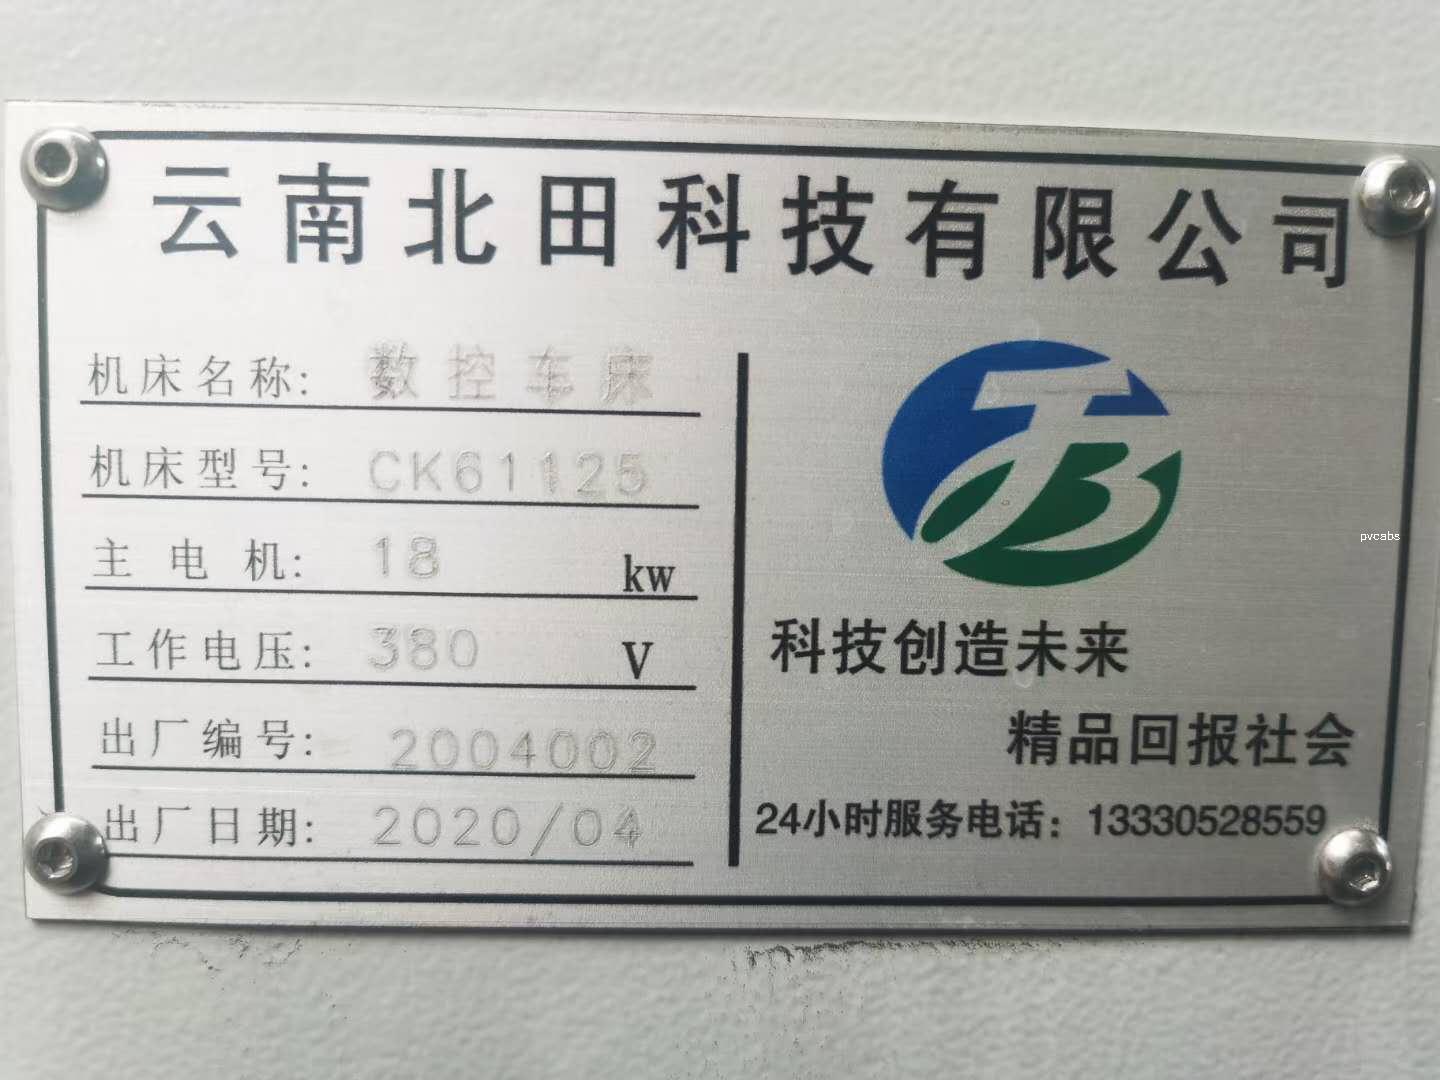 云南北田科技有限公司
机床名称: 数控车床
机床型号: CK61125
主电机: 18 kw
工作电压: 380 V
出厂编号: 2004002
出厂日期: 2020/04
科技创造未来
精品回报社会
24小时服务电话：13330528559
pvcabs